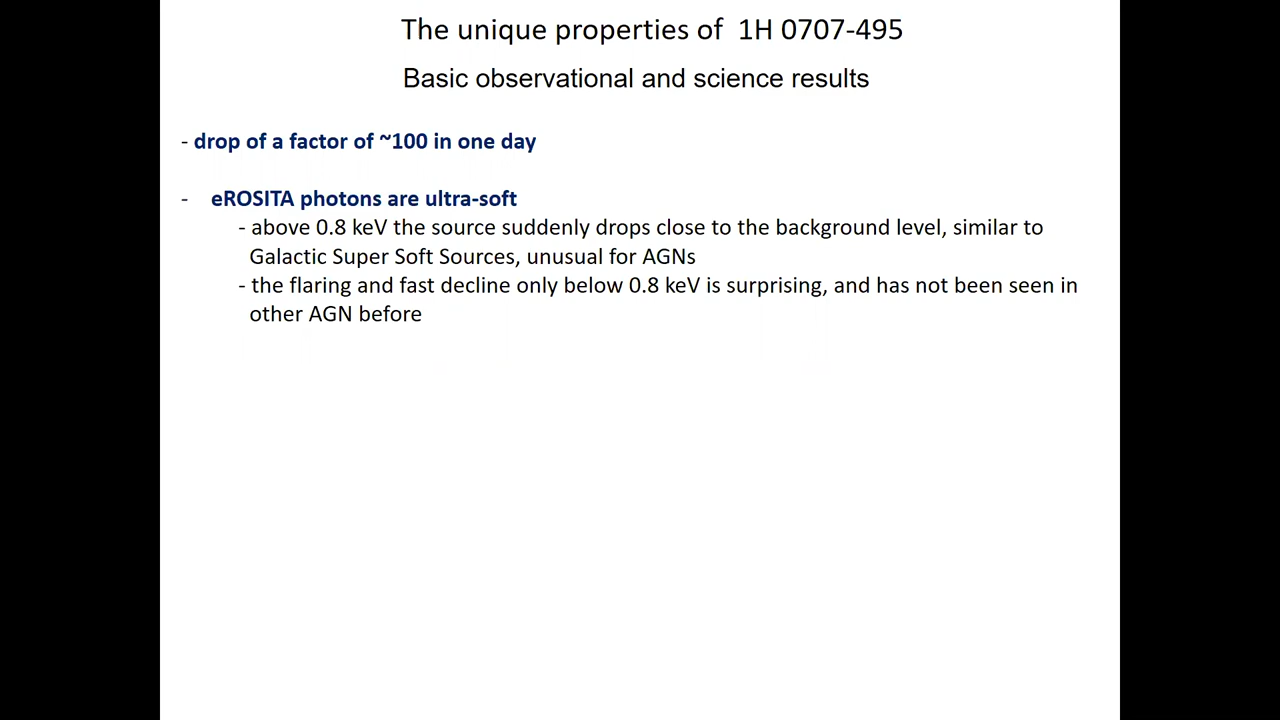 The unique properties of  1H 0707-495
Basic observational and science results
- drop of a factor of ~100 in one day
- eROSITA photons are ultra-soft
- above 0.8 keV the source suddenly drops close to the background level, similar to
Galactic Super Soft Sources, unusual for AGNs
- the flaring and fast decline only below 0.8 keV is surprising, and has not been seen in
other AGN before